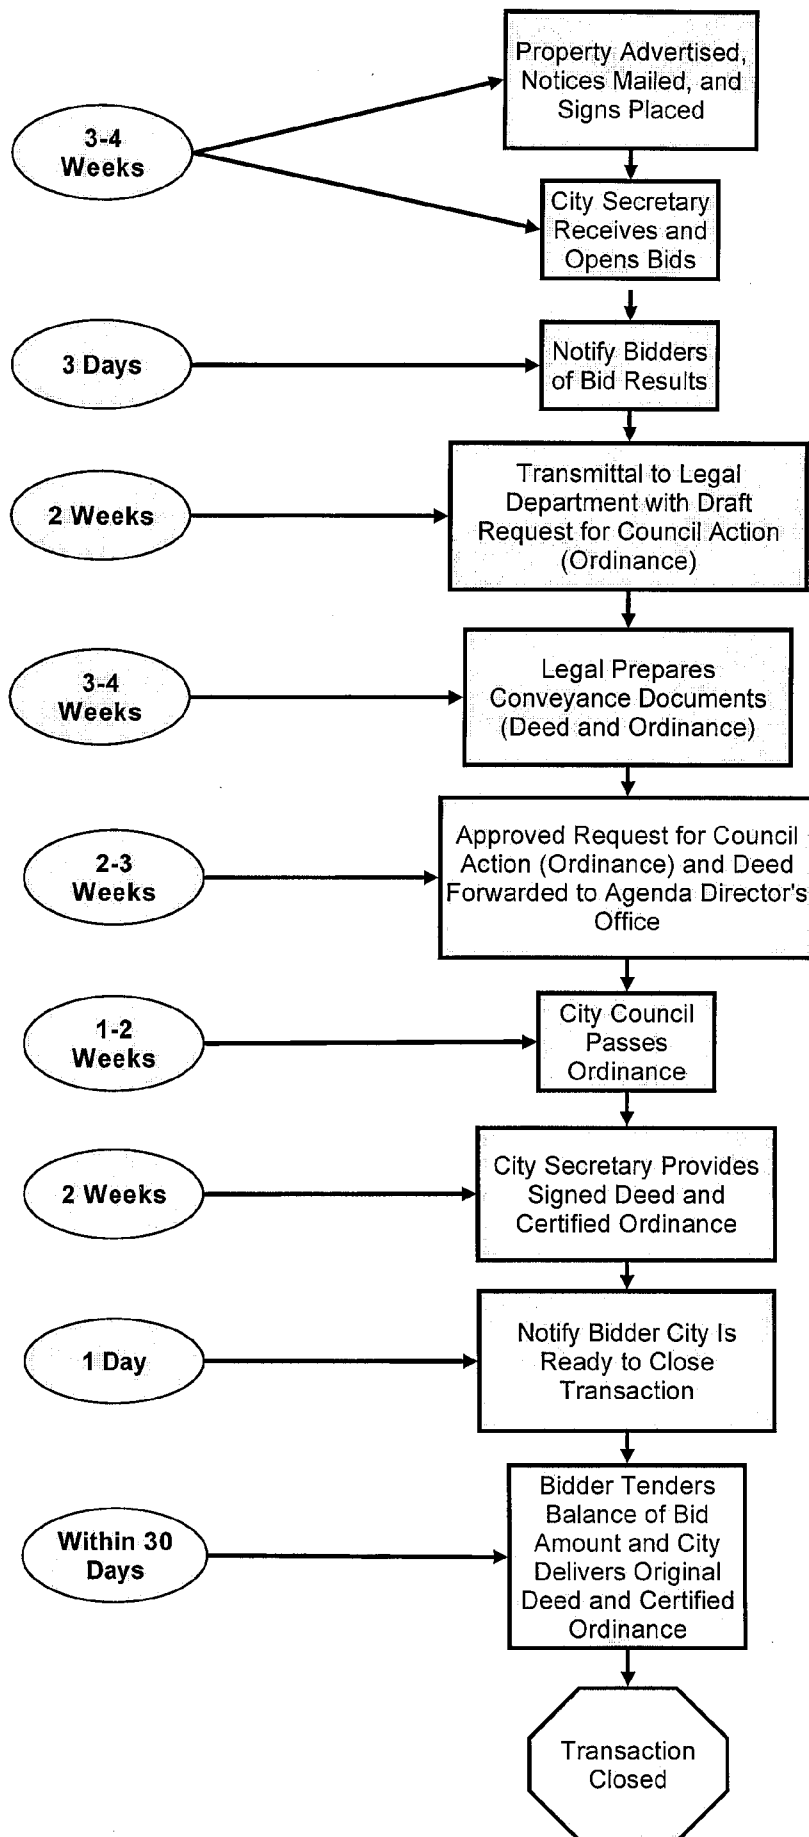 Property Advertised,
Notices Mailed, and
Signs Placed
3-4
Weeks
City Secretary
Receives and
Opens Bids
3 Days
Notify Bidders
of Bid Results
2 Weeks
Transmittal to Legal
Department with Draft
Request for Council Action
(Ordinance)
3-4
Weeks
Legal Prepares
Conveyance Documents
(Deed and Ordinance)
2-3
Weeks
Approved Request for Council
Action (Ordinance) and Deed
Forwarded to Agenda Director's
Office
1-2
Weeks
City Council
Passes
Ordinance
2 Weeks
City Secretary Provides
Signed Deed and
Certified Ordinance
1 Day
Notify Bidder City Is
Ready to Close
Transaction
Within 30
Days
Bidder Tenders
Balance of Bid
Amount and City
Delivers Original
Deed and Certified
Ordinance
Transaction
Closed